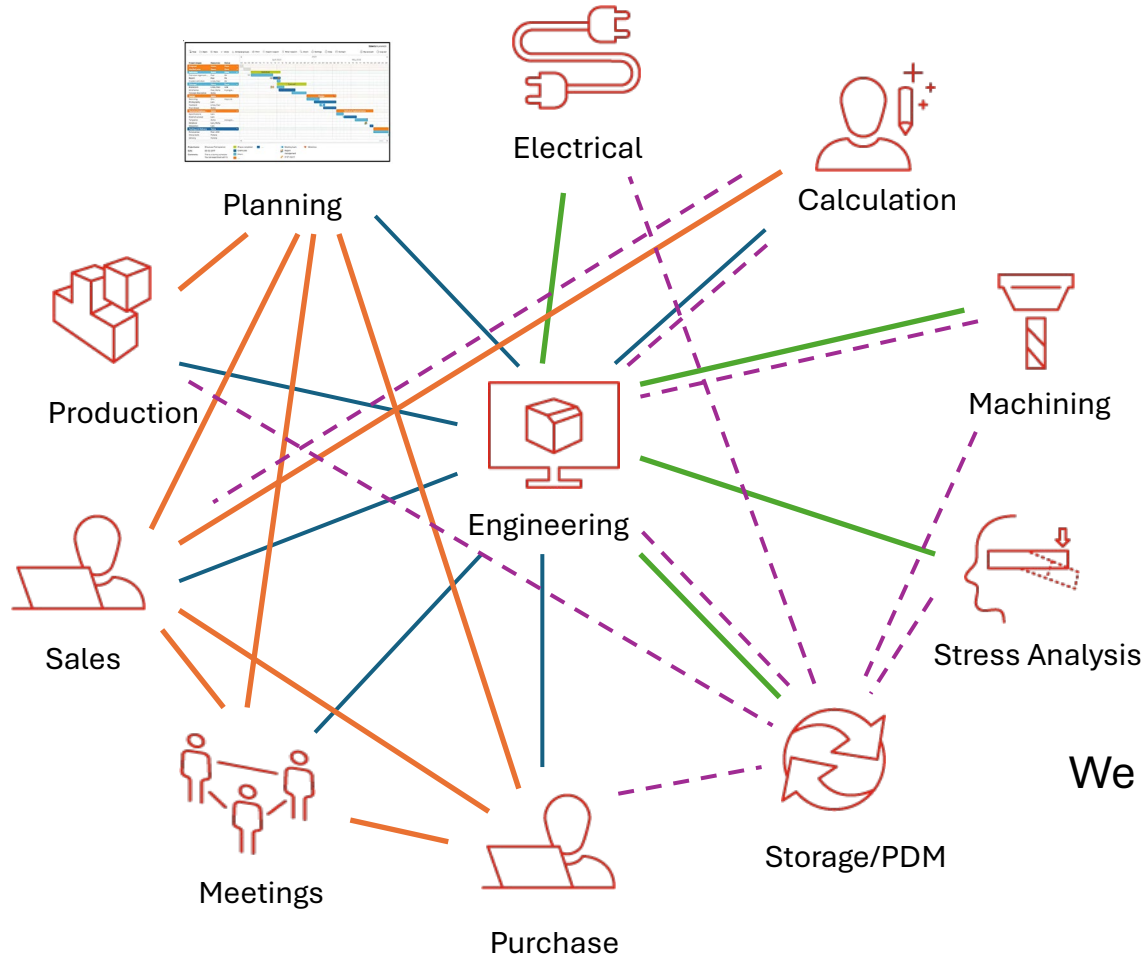 Electrical
Planning
Calculation
Production
Machining
Engineering
Sales
Stress Analysis
We
Meetings
Storage/PDM
Purchase